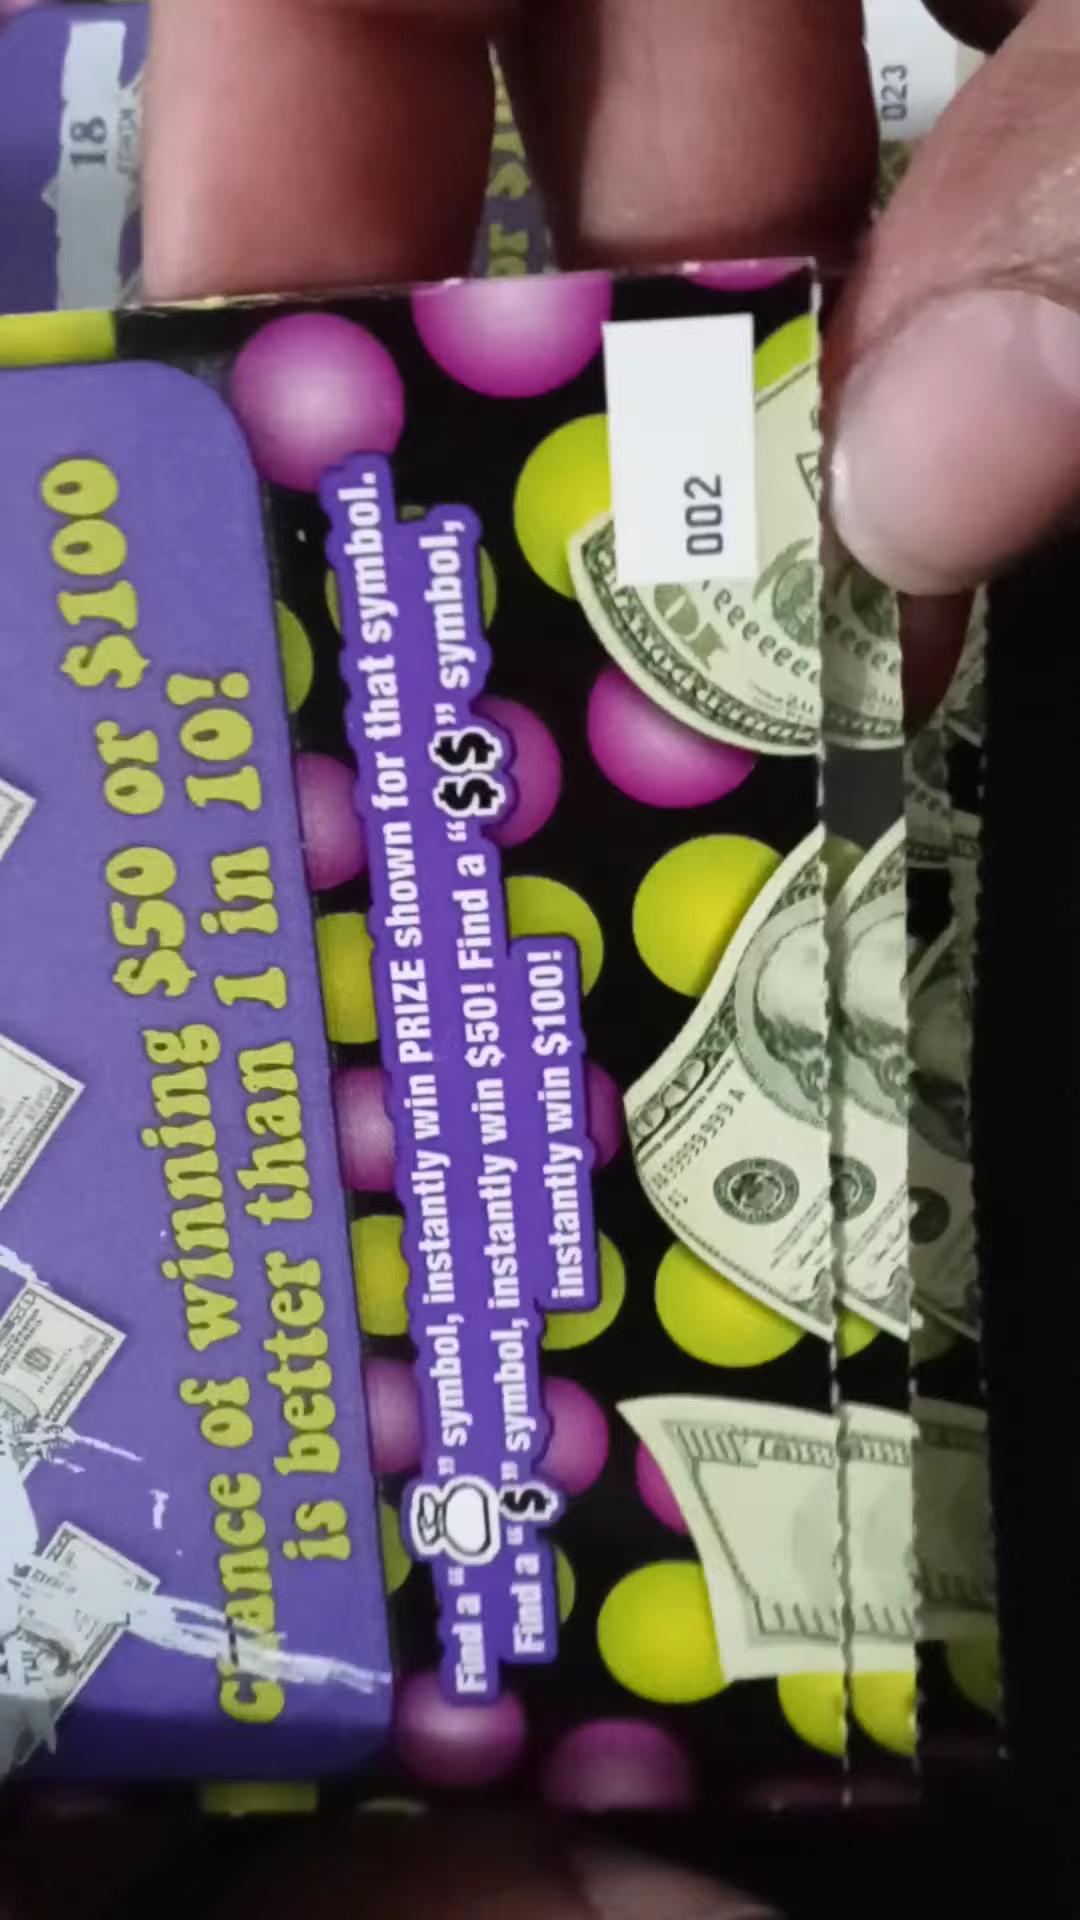 Chance of winning $50 or $100
is better than 1 in 10!
Find a "" symbol, instantly win PRIZE shown for that symbol.
Find a "$" symbol, instantly win $50! Find a "$$" symbol,
instantly win $100!
002
023
18